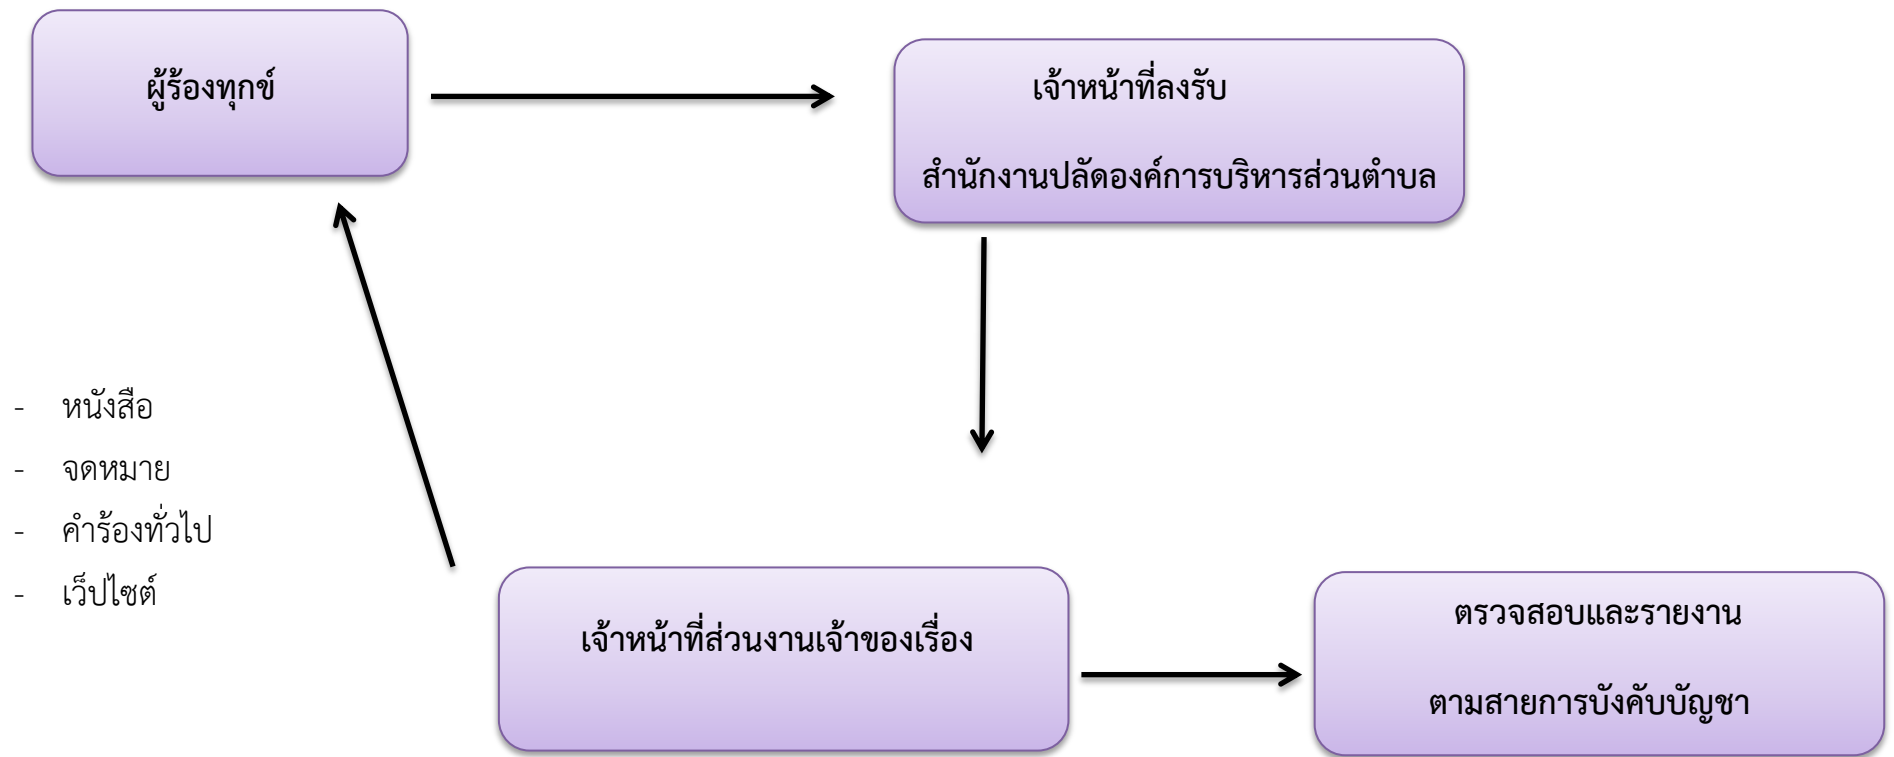 ผู้ร้องทุกข์
เจ้าหน้าที่ลงรับ
สำนักงานปลัดองค์การบริหารส่วนตำบล
- หนังสือ
- จดหมาย
- คำร้องทั่วไป
- เว็ปไซต์
เจ้าหน้าที่ส่วนงานเจ้าของเรื่อง
ตรวจสอบและรายงาน
ตามสายการบังคับบัญชา